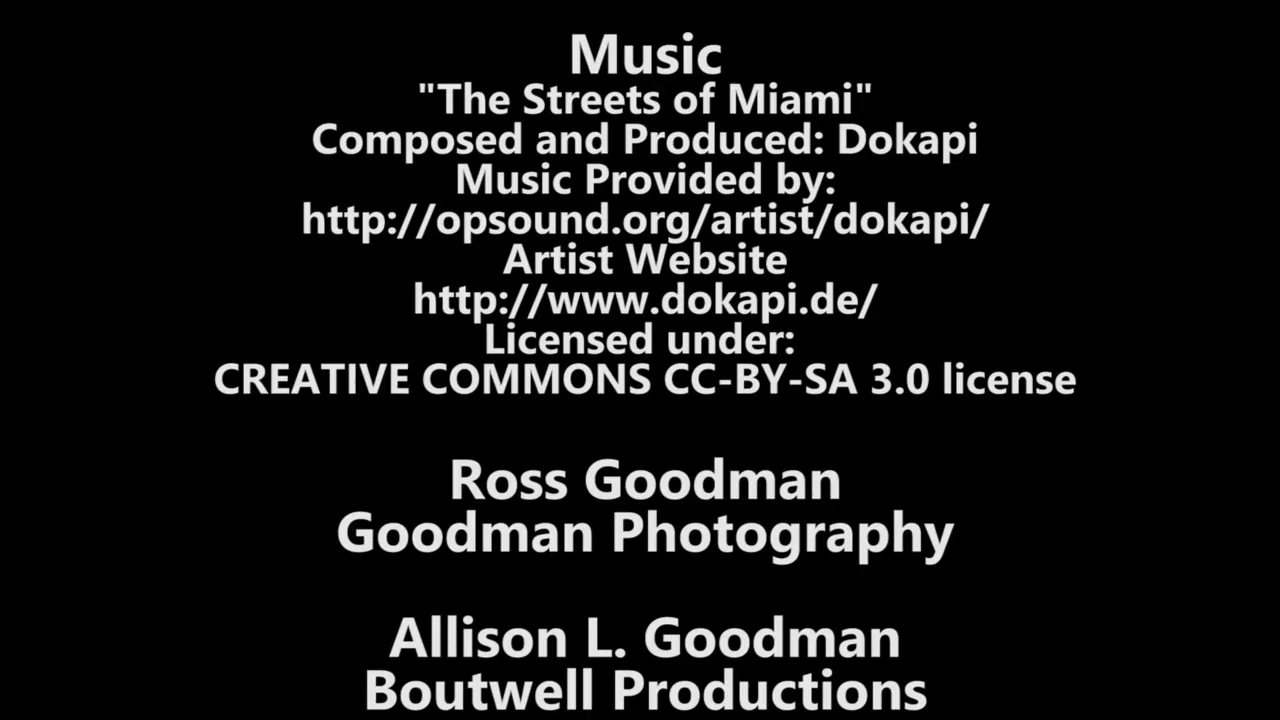 Music
"The Streets of Miami"
Composed and Produced: Dokapi
Music Provided by:
http://opsound.org/artist/dokapi/
Artist Website
http://www.dokapi.de/
Licensed under:
CREATIVE COMMONS CC-BY-SA 3.0 license
Ross Goodman
Goodman Photography
Allison L. Goodman
Boutwell Productions